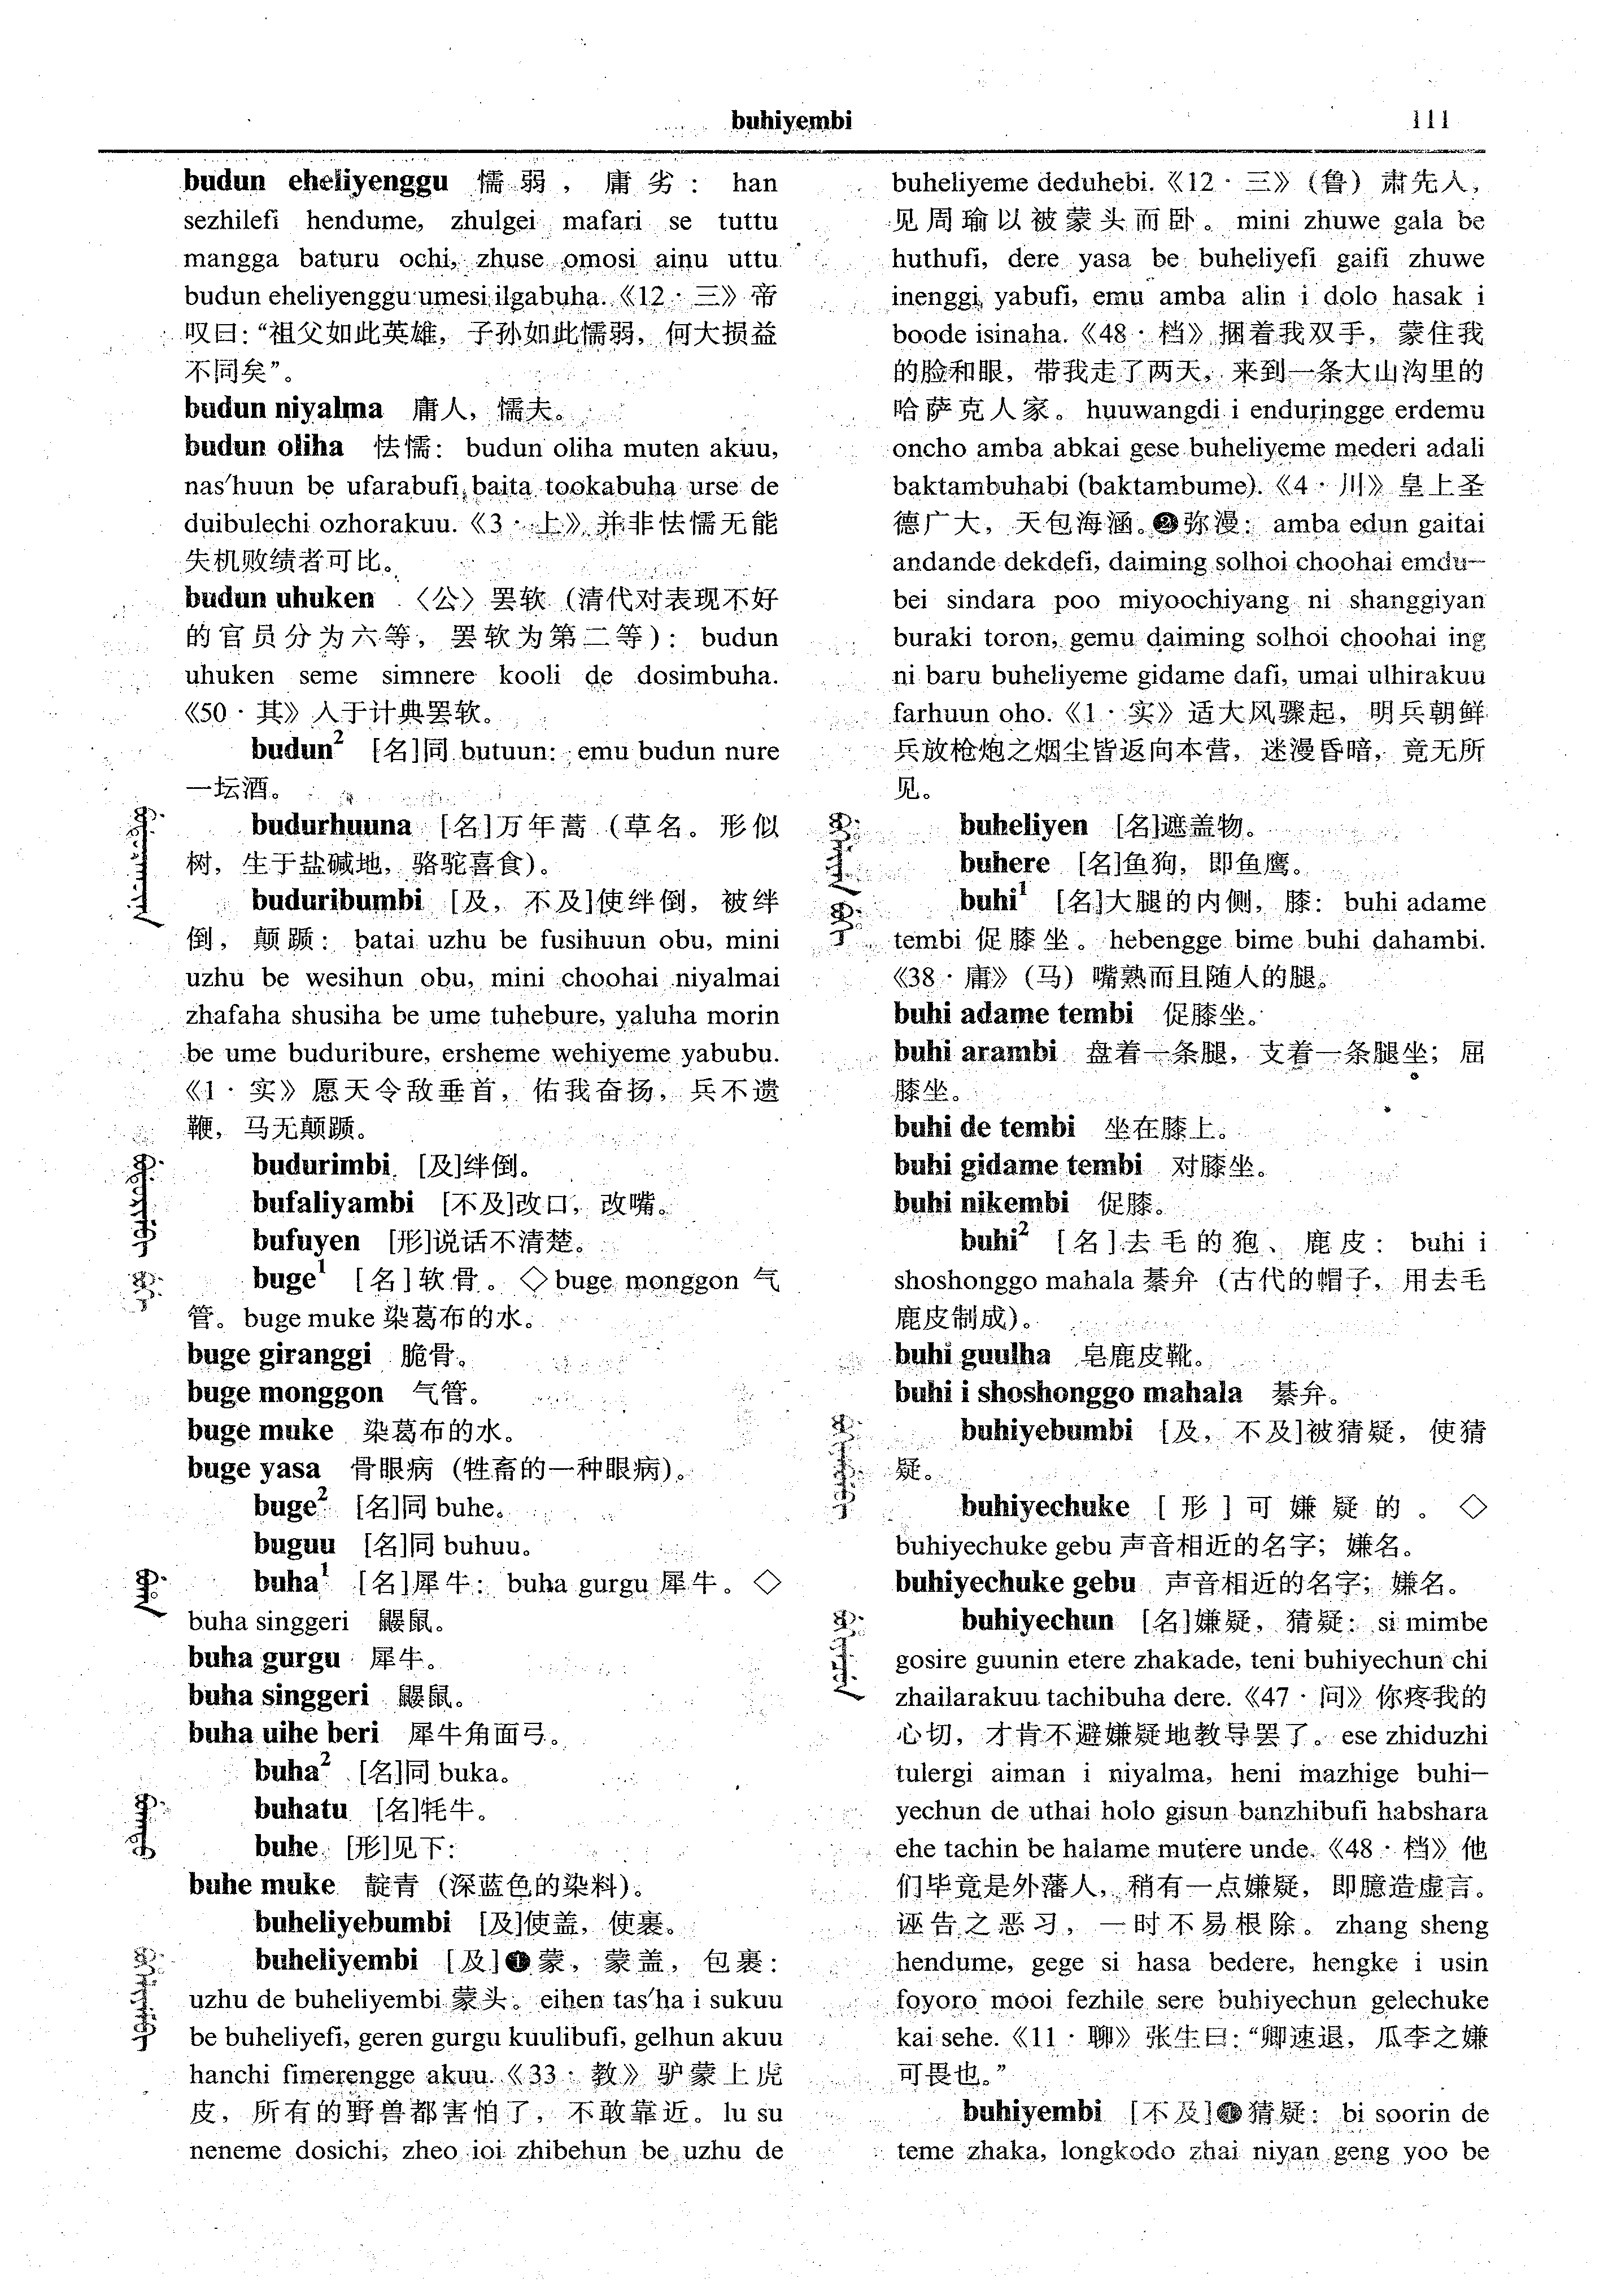 buhiyembi
111
budun eheliyenggu 懦弱，庸劣：han
sezhilefi hendume, zhulgei mafari se tuttu
mangga baturu ochi, zhuse omosi ainu uttu
budun eheliyenggu umesi ilgabuha.《12·三》帝
叹曰：“祖父如此英雄，子孙如此懦弱，何大损益
不同矣”。
budun niyalma 庸人，懦夫。
budun oliha 怯懦：budun oliha muten akuu,
nas'huun be ufarabufi, baita tookabuha urse de
duibulechi ozhorakuu.《3·上》并非怯懦无能
失机败绩者可比。
budun uhuken 〈公〉罢软（清代对表现不好
的官员分为六等，罢软为第二等）：budun
uhuken seme simnere kooli de dosimbuha.
《50·其》入于计典罢软。
budun² [名]同 butuun: emu budun nure
一坛酒。
budurhuuna [名]万年蒿（草名。形似
树，生于盐碱地，骆驼喜食）。
buduribumbi [及，不及]使绊倒，被绊
倒，颠踬：batai uzhu be fusihuun obu, mini
uzhu be wesihun obu, mini choohai niyalmai
zhafaha shusiha be ume tuhebure, yaluha morin
be ume buduribure, ersheme wehiyeme yabubu.
《1·实》愿天令敌垂首，佑我奋扬，兵不遗
鞭，马无颠踬。
budurimbi [及]绊倒。
bufaliyambi [不及]改口，改嘴。
bufuyen [形]说话不清楚。
buge¹ [名]软骨。◇buge monggon 气
管。buge muke 染葛布的水。
buge giranggi 脆骨。
buge monggon 气管。
buge muke 染葛布的水。
buge yasa 骨眼病（牲畜的一种眼病）。
buge² [名]同 buhe。
buguu [名]同 buhuu。
buha¹ [名]犀牛：buha gurgu 犀牛。◇
buha singgeri 鼹鼠。
buha gurgu 犀牛。
buha singgeri 鼹鼠。
buha uihe beri 犀牛角面弓。
buha² [名]同 buka。
buhatu [名]牦牛。
buhe [形]见下：
buhe muke 靛青（深蓝色的染料）。
buheliyebumbi [及]使盖，使裹。
buheliyembi [及]❶蒙，蒙盖，包裹：
uzhu de buheliyembi 蒙头。eihen tas'ha i sukuu
be buheliyefi, geren gurgu kuulibufi, gelhun akuu
hanchi fimerengge akuu.《33·教》驴蒙上虎
皮，所有的野兽都害怕了，不敢靠近。lu su
neneme dosichi, zheo ioi zhibehun be uzhu de
buheliyeme deduhebi.《12·三》（鲁）肃先入，
见周瑜以被蒙头而卧。mini zhuwe gala be
huthufi, dere yasa be buheliyefi gaifi zhuwe
inenggi yabufi, emu amba alin i dolo hasak i
boode isinaha.《48·档》捆着我双手，蒙住我
的脸和眼，带我走了两天，来到一条大山沟里的
哈萨克人家。huuwangdi i enduringge erdemu
oncho amba abkai gese buheliyeme mederi adali
baktambuhabi (baktambume).《4·川》皇上圣
德广大，天包海涵。❷弥漫：amba edun gaitai
andande dekdefi, daiming solhoi choohai emdu–
bei sindara poo miyoochiyang ni shanggiyan
buraki toron, gemu daiming solhoi choohai ing
ni baru buheliyeme gidame dafi, umai ulhirakuu
farhuun oho.《1·实》适大风骤起，明兵朝鲜
兵放枪炮之烟尘皆返向本营，迷漫昏暗，竟无所
见。
buheliyen [名]遮盖物。
buhere [名]鱼狗，即鱼鹰。
buhi¹ [名]大腿的内侧，膝：buhi adame
tembi 促膝坐。hebengge bime buhi dahambi.
《38·庸》（马）嘴熟而且随人的腿。
buhi adame tembi 促膝坐。
buhi arambi 盘着一条腿，支着一条腿坐；屈
膝坐。
buhi de tembi 坐在膝上。
buhi gidame tembi 对膝坐。
buhi nikembi 促膝。
buhi² [名]去毛的狍、鹿皮：buhi i
shoshonggo mahala 綦弁（古代的帽子，用去毛
鹿皮制成）。
buhi guulha 皂鹿皮靴。
buhi i shoshonggo mahala 綦弁。
buhiyebumbi [及，不及]被猜疑，使猜
疑。
buhiyechuke [形]可嫌疑的。◇
buhiyechuke gebu 声音相近的名字；嫌名。
buhiyechuke gebu 声音相近的名字；嫌名。
buhiyechun [名]嫌疑，猜疑：si mimbe
gosire guunin etere zhakade, teni buhiyechun chi
zhailarakuu tachibuha dere.《47·问》你疼我的
心切，才肯不避嫌疑地教导罢了。ese zhiduzhi
tulergi aiman i niyalma, heni mazhige buhi–
yechun de uthai holo gisun banzhibufi habshara
ehe tachin be halame mutere unde.《48·档》他
们毕竟是外藩人，稍有一点嫌疑，即臆造虚言。
诬告之恶习，一时不易根除。zhang sheng
hendume, gege si hasa bedere, hengke i usin
foyoro mooi fezhile sere buhiyechun gelechuke
kai sehe.《11·聊》张生曰：“卿速退，瓜李之嫌
可畏也。”
buhiyembi [不及]❶猜疑：bi soorin de
teme zhaka, longkodo zhai niyan geng yoo be